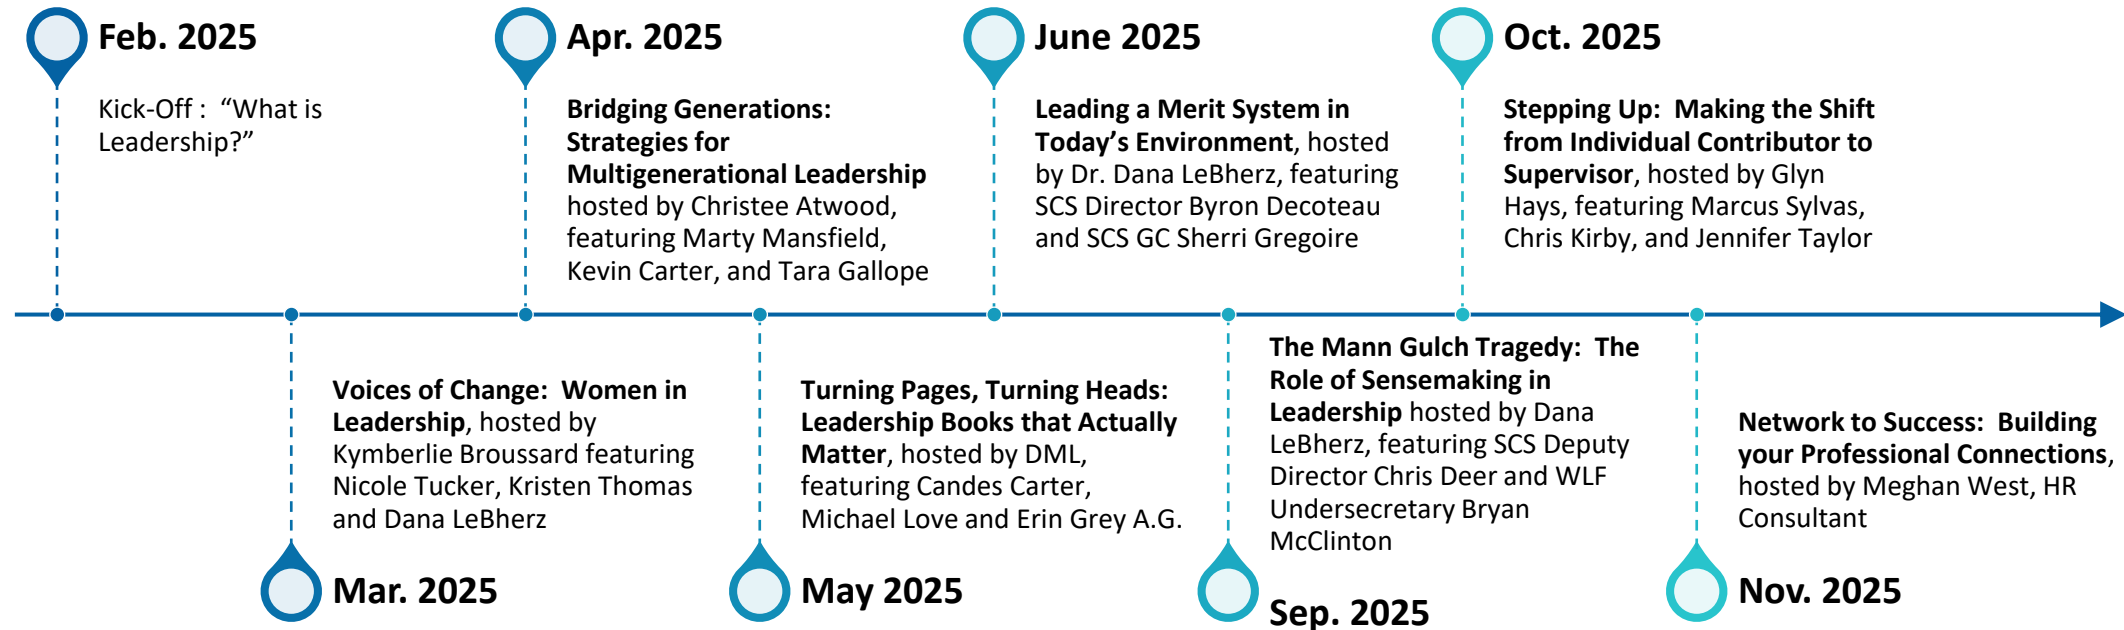 Feb. 2025
Kick-Off :  “What is
Leadership?”
Mar. 2025
Voices of Change:  Women in
Leadership, hosted by
Kymberlie Broussard featuring
Nicole Tucker, Kristen Thomas
and Dana LeBherz
Apr. 2025
Bridging Generations:
Strategies for
Multigenerational Leadership
hosted by Christee Atwood,
featuring Marty Mansfield,
Kevin Carter, and Tara Gallope
May 2025
Turning Pages, Turning Heads:
Leadership Books that Actually
Matter, hosted by DML,
featuring Candes Carter,
Michael Love and Erin Grey A.G.
June 2025
Leading a Merit System in
Today’s Environment, hosted
by Dr. Dana LeBherz, featuring
SCS Director Byron Decoteau
and SCS GC Sherri Gregoire
Sep. 2025
The Mann Gulch Tragedy:  The
Role of Sensemaking in
Leadership hosted by Dana
LeBherz, featuring SCS Deputy
Director Chris Deer and WLF
Undersecretary Bryan
McClinton
Oct. 2025
Stepping Up:  Making the Shift
from Individual Contributor to
Supervisor, hosted by Glyn
Hays, featuring Marcus Sylvas,
Chris Kirby, and Jennifer Taylor
Nov. 2025
Network to Success:  Building
your Professional Connections,
hosted by Meghan West, HR
Consultant